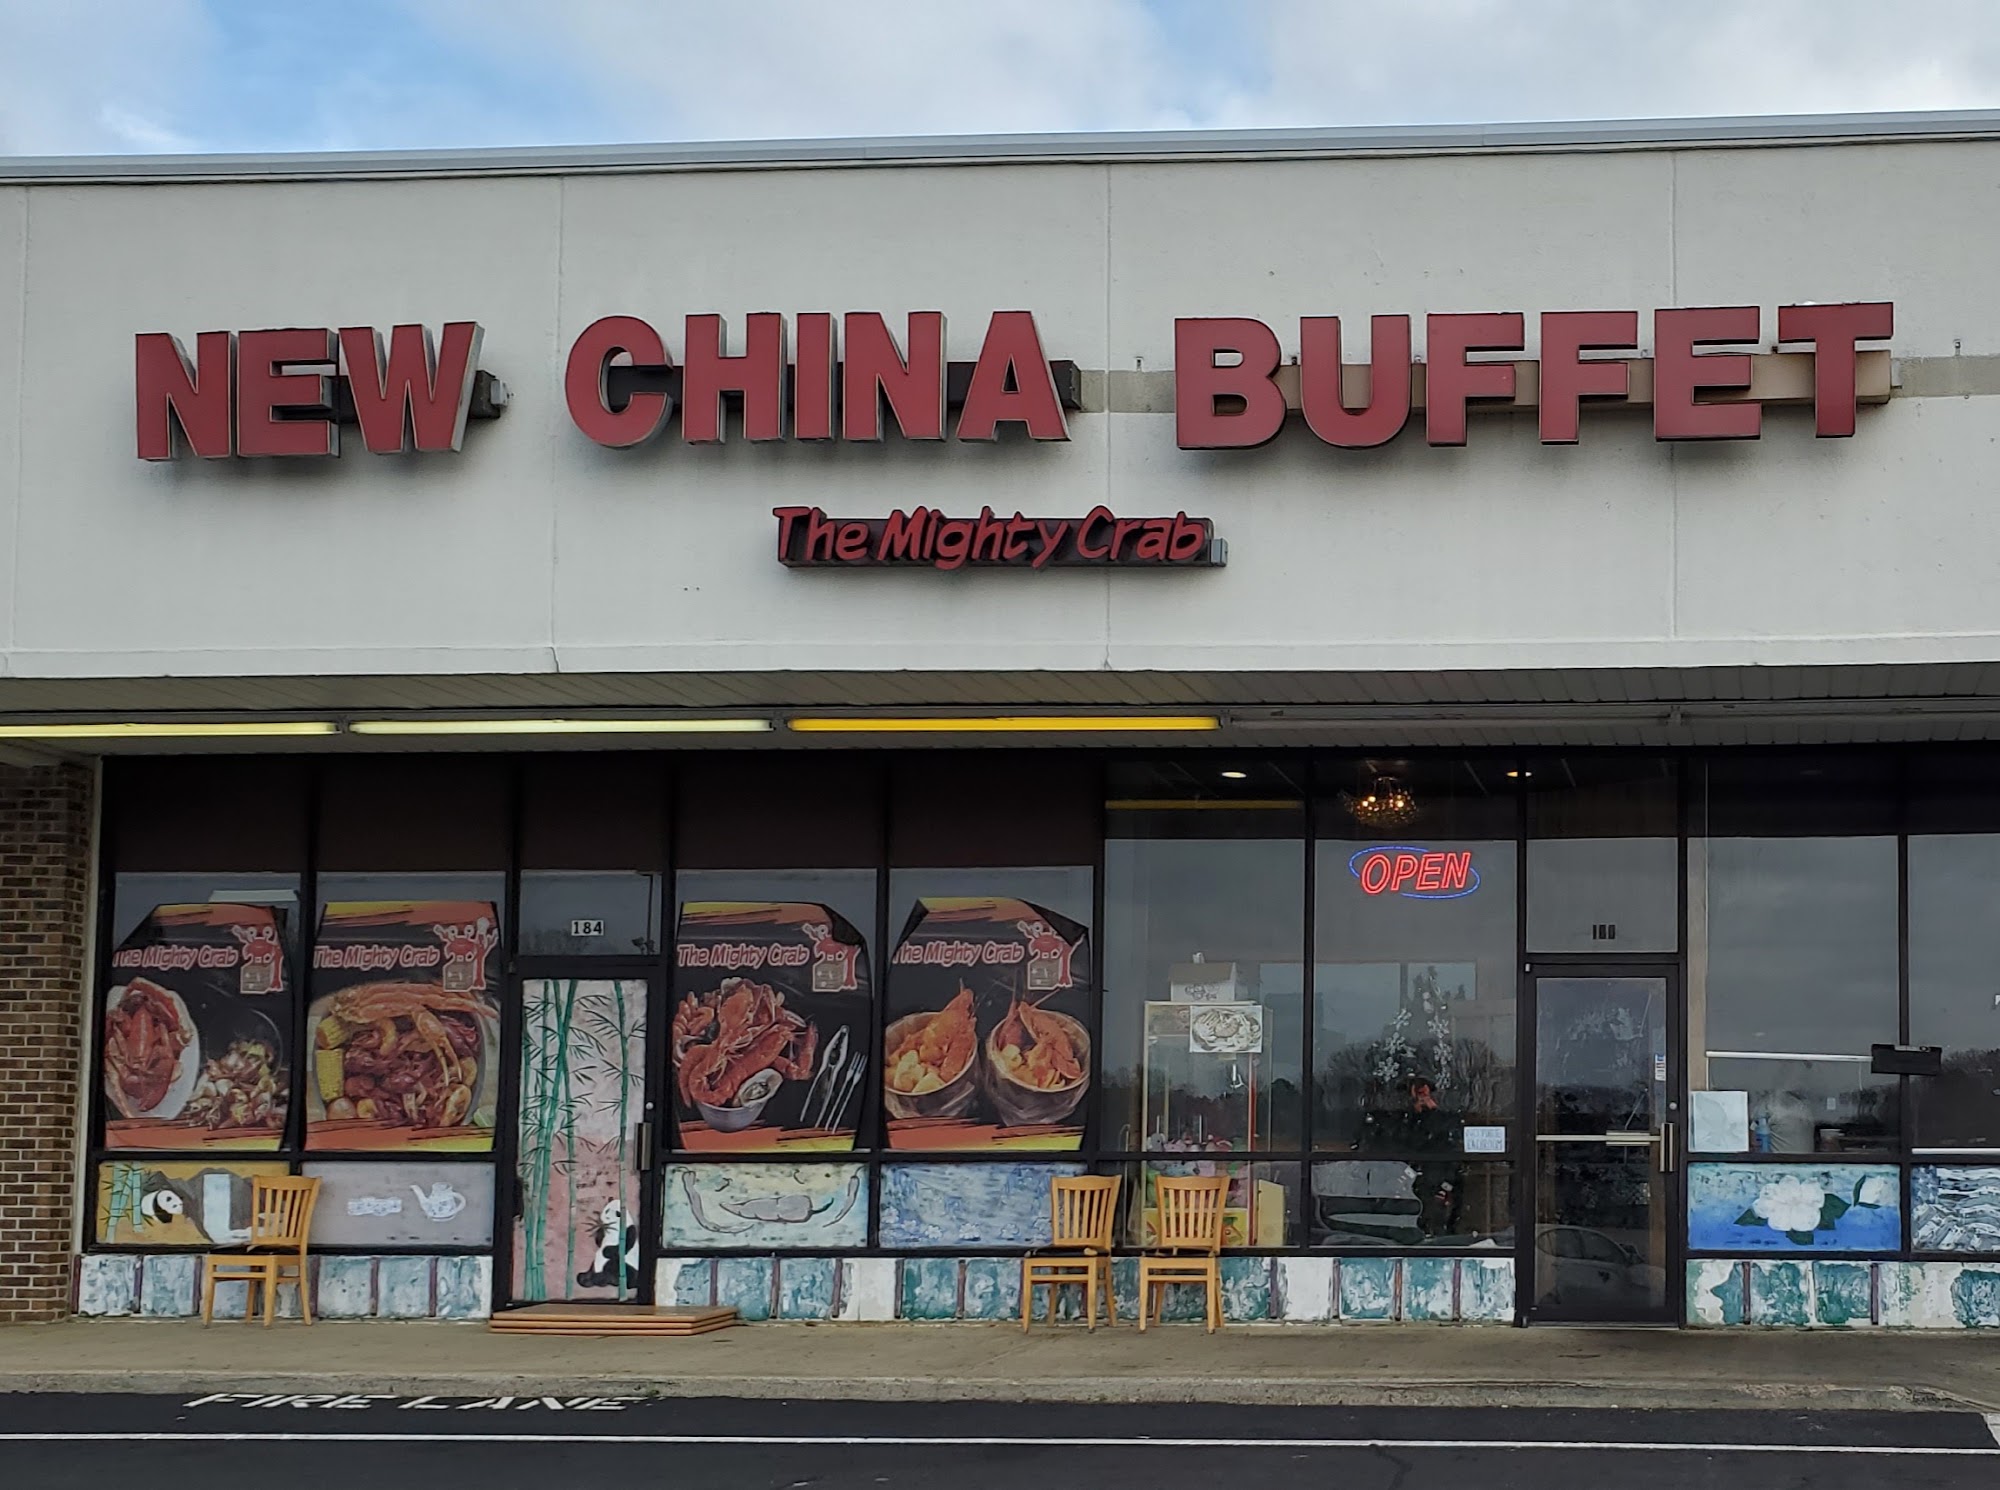 NEW CHINA BUFFET
The Mighty Crab
OPEN
184
The Mighty Crab
The Mighty Crab
The Mighty Crab
The Mighty Crab
FIRE LANE